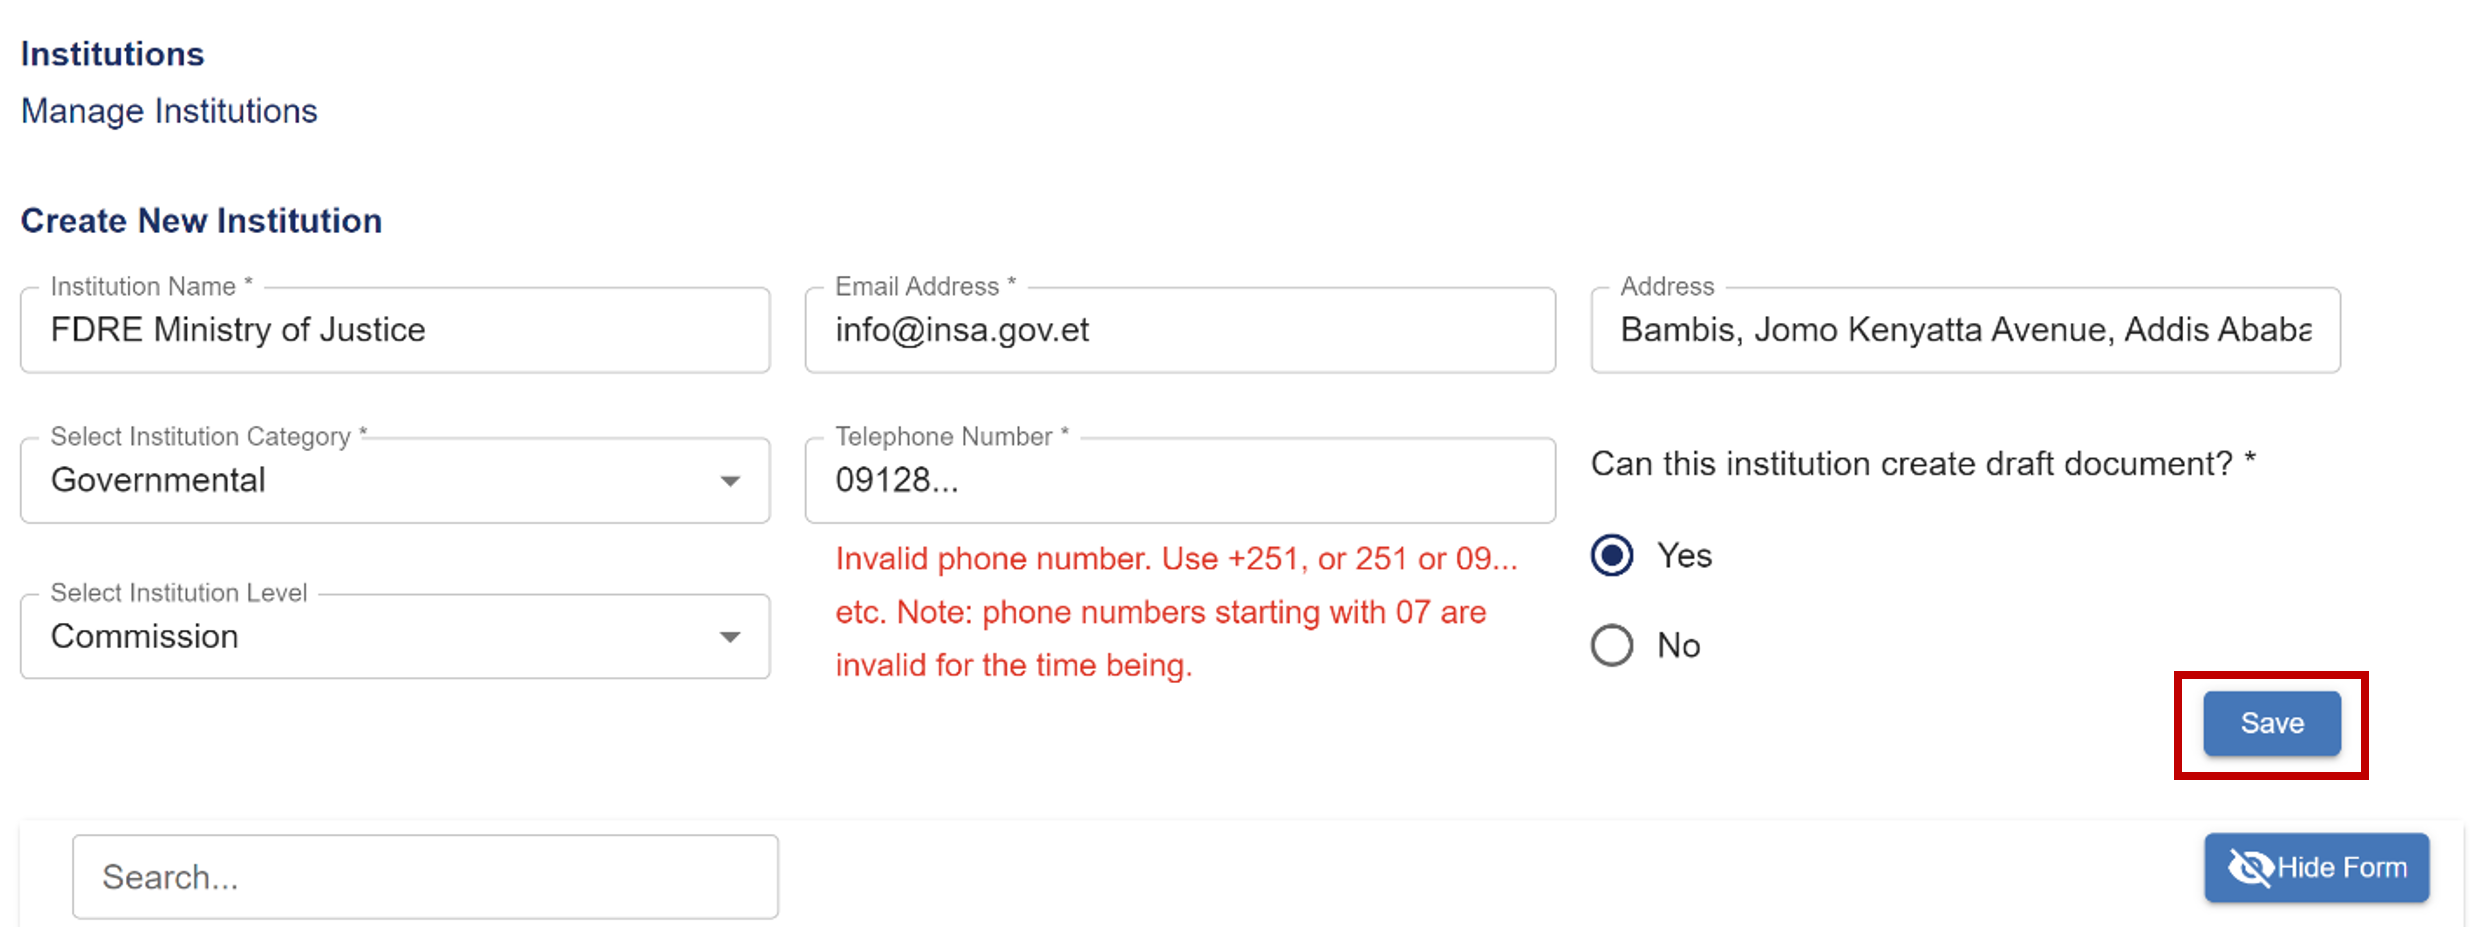 Institutions
Manage Institutions
Create New Institution
Institution Name *
FDRE Ministry of Justice
Email Address *
info@insa.gov.et
Address
Bambis, Jomo Kenyatta Avenue, Addis Ababa
Select Institution Category *
Governmental
Telephone Number *
09128...
Invalid phone number. Use +251, or 251 or 09...
etc. Note: phone numbers starting with 07 are
invalid for the time being.
Can this institution create draft document? *
Yes
No
Select Institution Level
Commission
Save
Search...
Hide Form